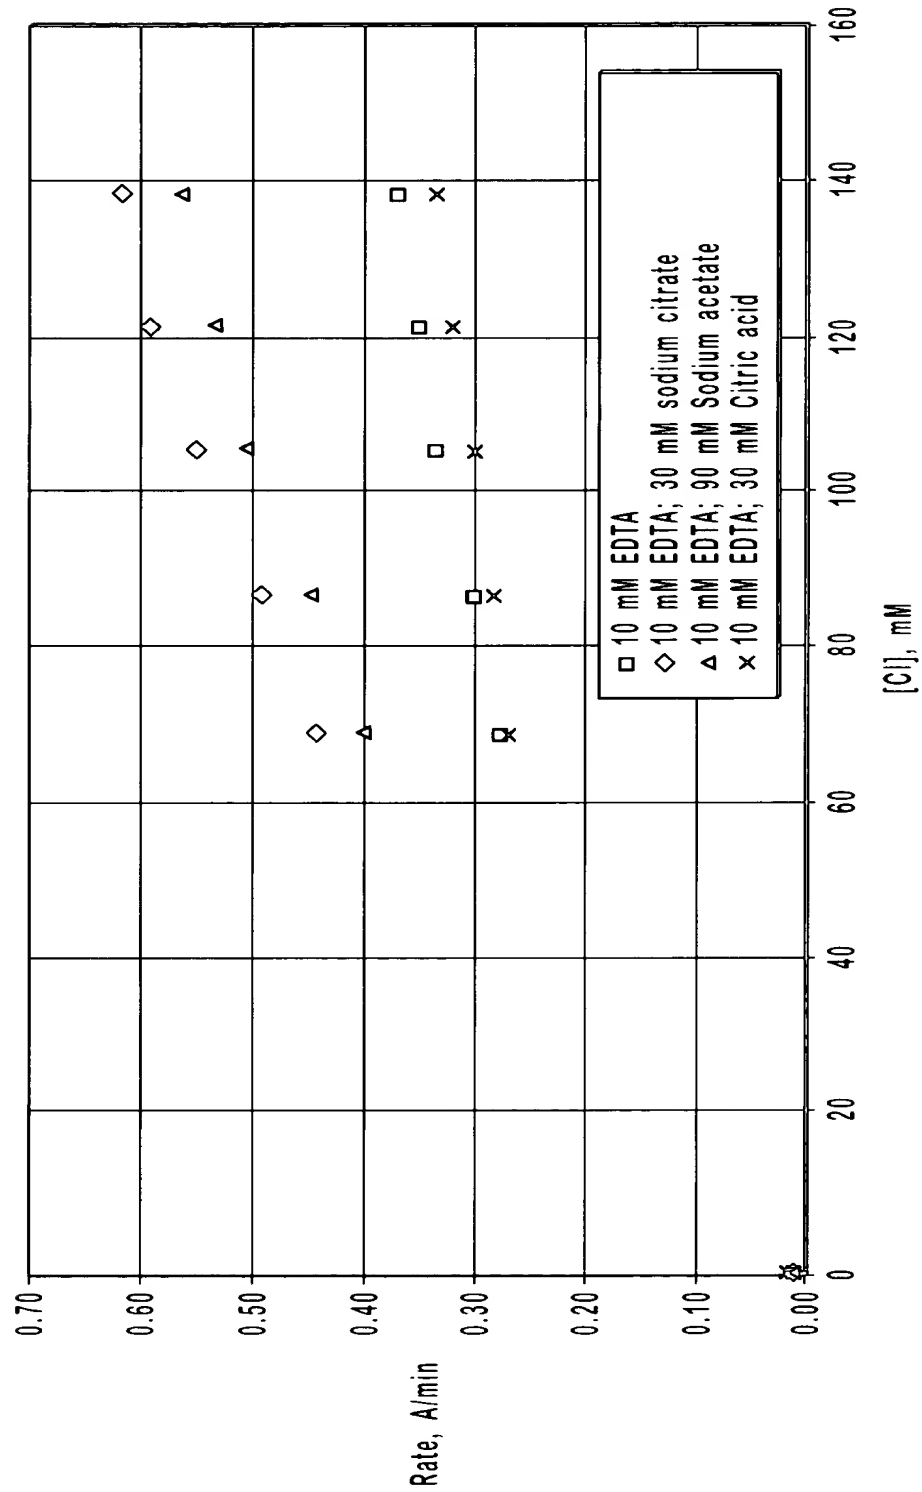 Rate, A/min
0.70
0.60
0.50
0.40
0.30
0.20
0.10
0.00
0
20
40
60
80
100
120
140
160
[Cl], mM
10 mM EDTA
10 mM EDTA; 30 mM sodium citrate
10 mM EDTA; 90 mM Sodium acetate
10 mM EDTA; 30 mM Citric acid